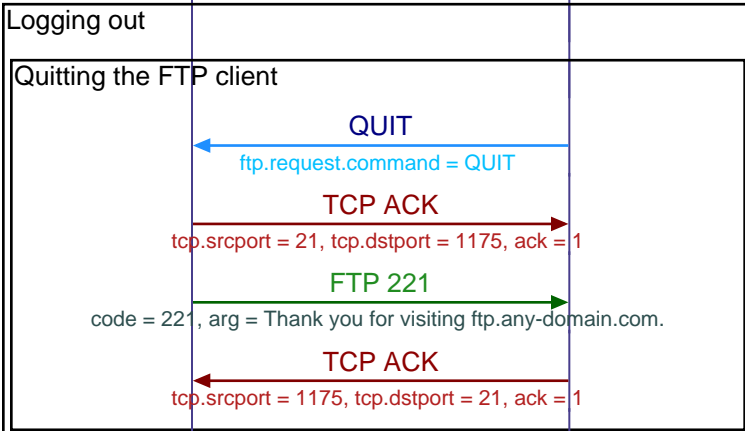 Logging out
Quitting the FTP client
QUIT
ftp.request.command = QUIT
TCP ACK
tcp.srcport = 21, tcp.dstport = 1175, ack = 1
FTP 221
code = 221, arg = Thank you for visiting ftp.any-domain.com.
TCP ACK
tcp.srcport = 1175, tcp.dstport = 21, ack = 1